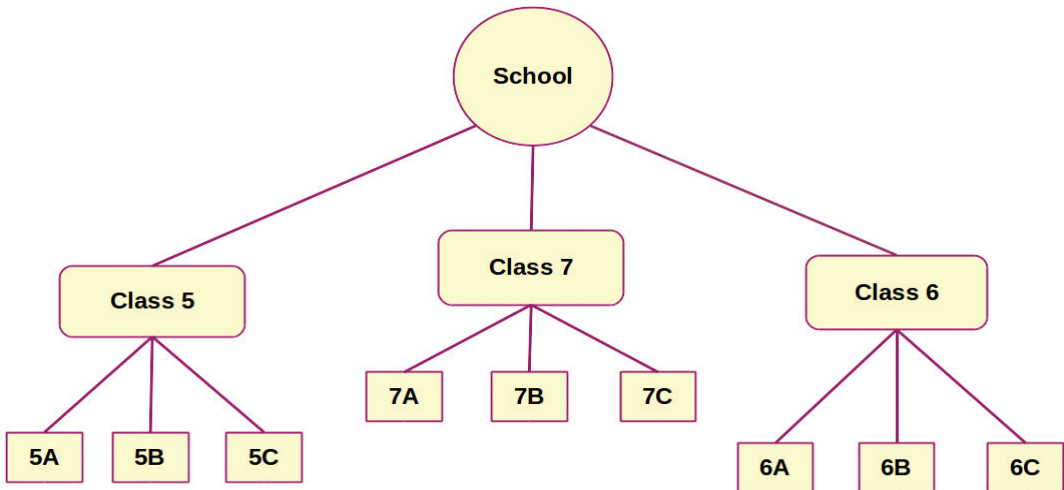 School
Class 5
Class 7
Class 6
5A
5B
5C
7A
7B
7C
6A
6B
6C